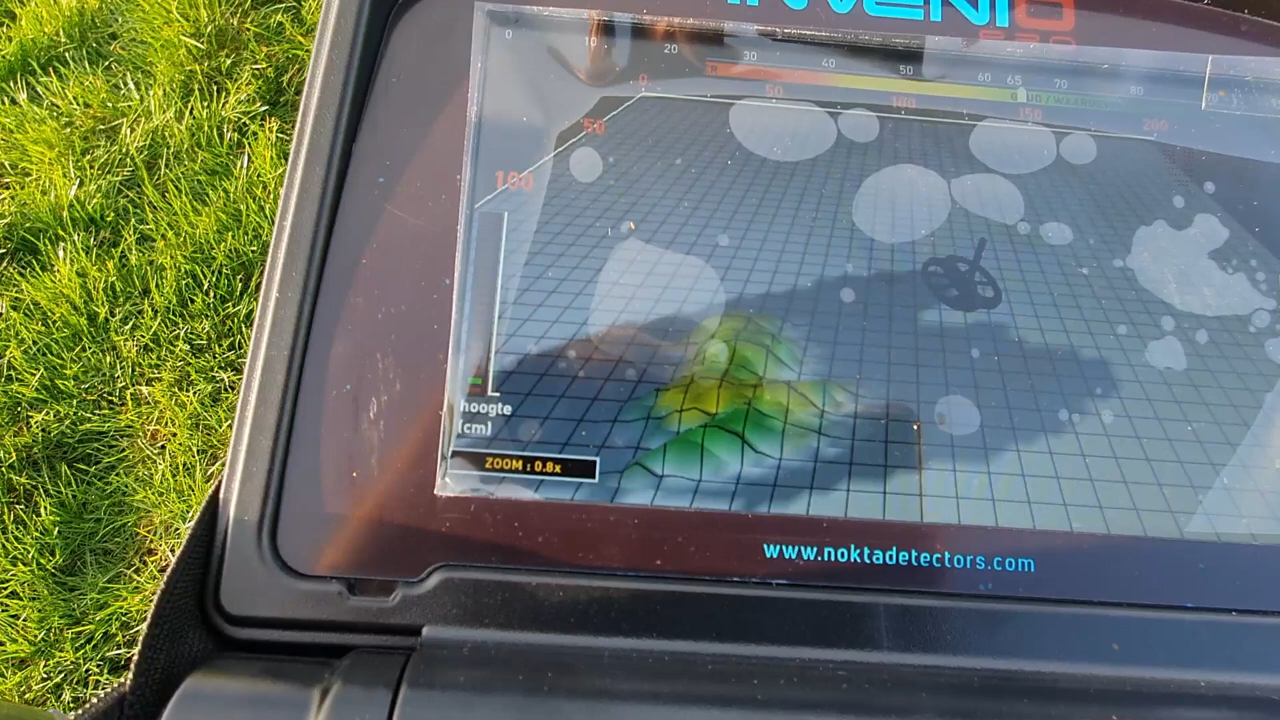 INVENIO
0 10 20 30 40 50 60 65 70 80
0 50 100 150 200
50
100
hoogte
(cm)
ZOOM : 0.8x
www.noktadetectors.com